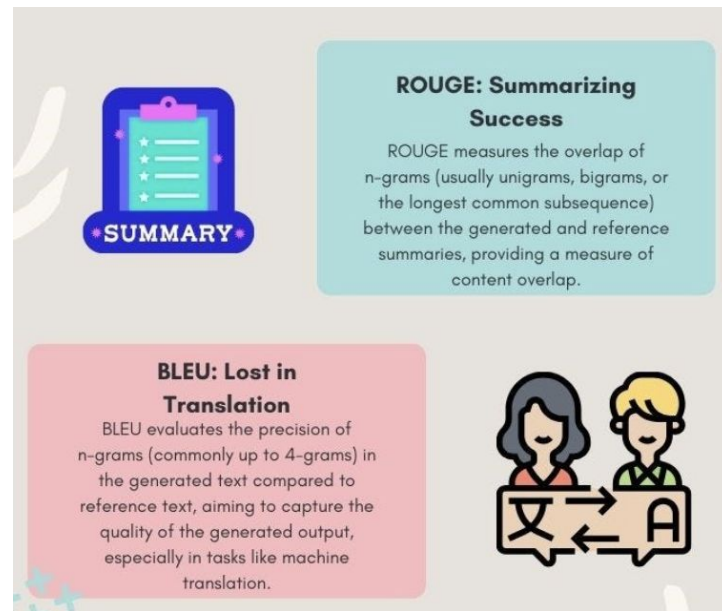 SUMMARY
ROUGE: Summarizing
Success
ROUGE measures the overlap of
n-grams (usually unigrams, bigrams, or
the longest common subsequence)
between the generated and reference
summaries, providing a measure of
content overlap.
BLEU: Lost in
Translation
BLEU evaluates the precision of
n-grams (commonly up to 4-grams) in
the generated text compared to
reference text, aiming to capture the
quality of the generated output,
especially in tasks like machine
translation.
文 A